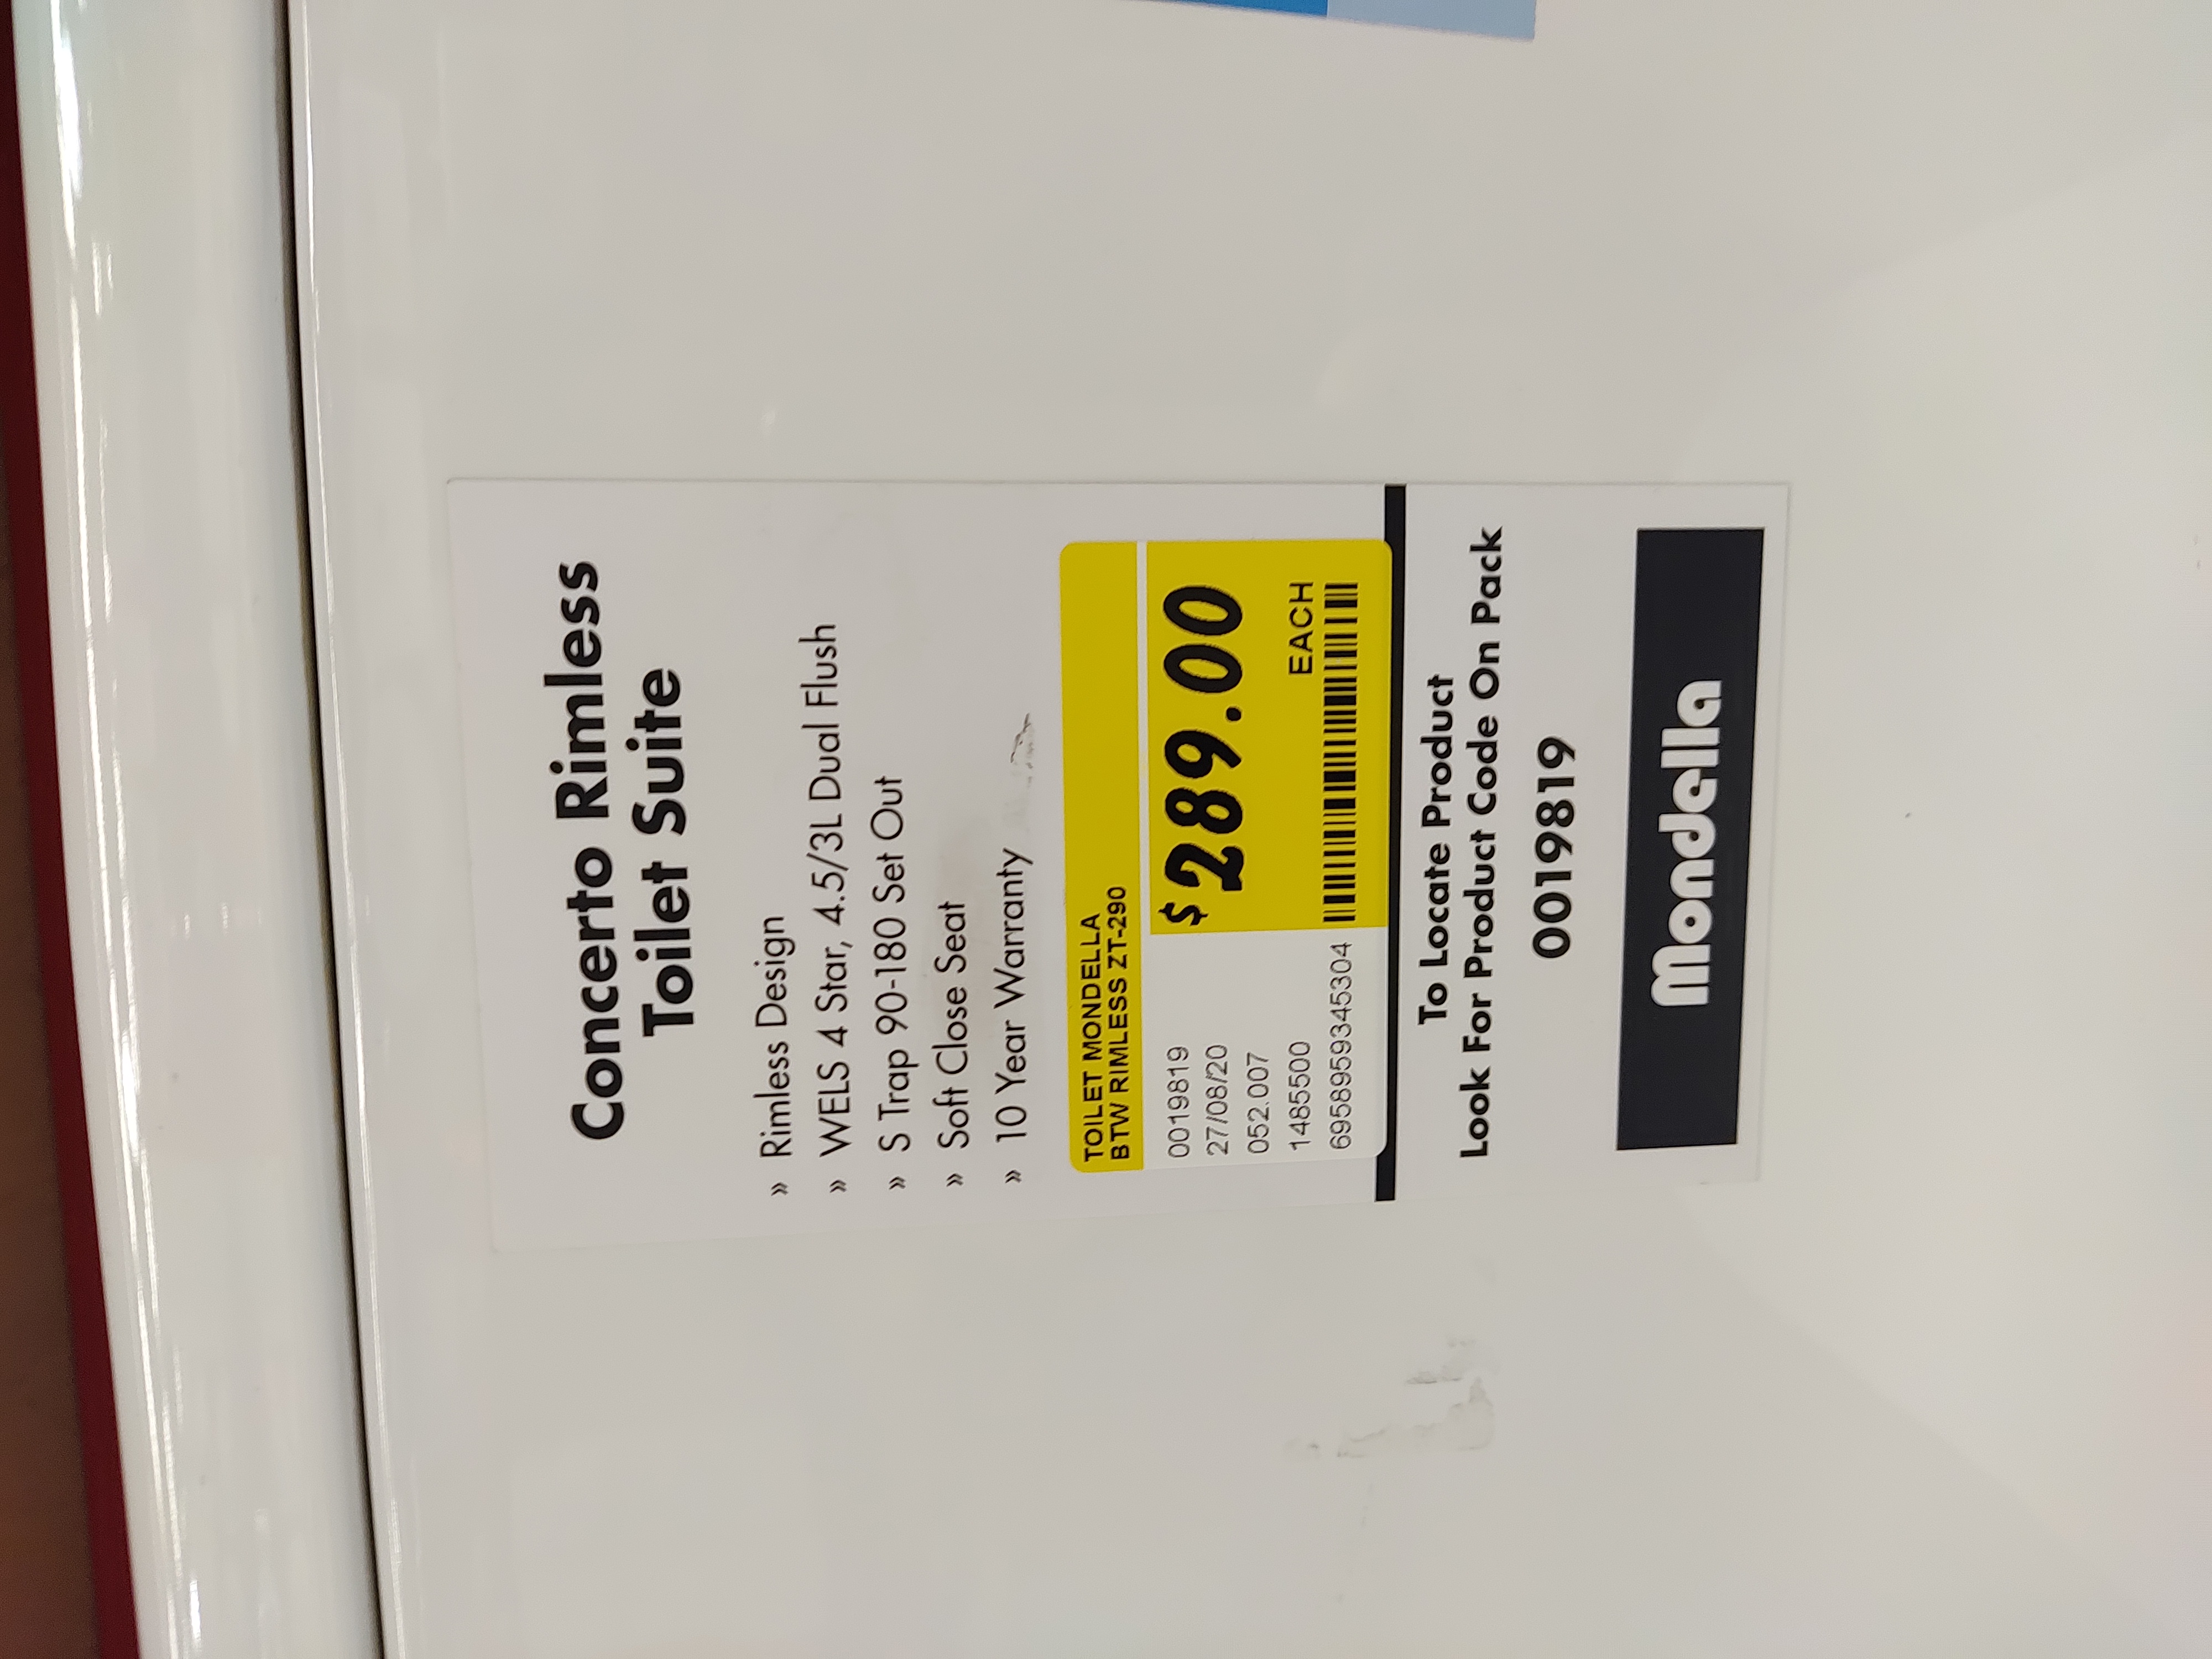 Concerto Rimless
Toilet Suite
» Rimless Design
» WELS 4 Star, 4.5/3L Dual Flush
» S Trap 90-180 Set Out
» Soft Close Seat
» 10 Year Warranty
TOILET MONDELLA
BTW RIMLESS ZT-290
0019819
27/08/20
052.007
1485500
6958959345304
$289.00
EACH
To Locate Product
Look For Product Code On Pack
0019819
Mondella